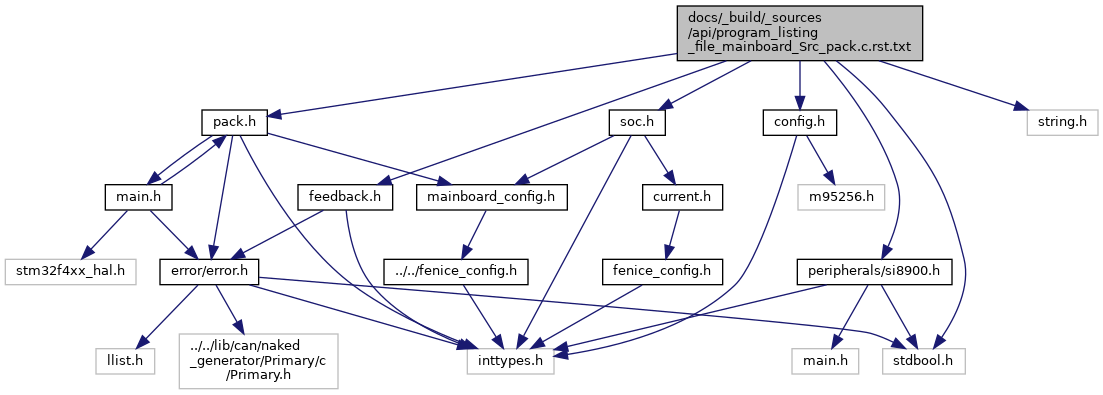 docs/_build/_sources
/api/program_listing
_file_mainboard_Src_pack.c.rst.txt
pack.h
soc.h
config.h
string.h
main.h
feedback.h
mainboard_config.h
current.h
m95256.h
stm32f4xx_hal.h
error/error.h
../../fenice_config.h
fenice_config.h
peripherals/si8900.h
llist.h
../../lib/can/naked
_generator/Primary/c
/Primary.h
inttypes.h
main.h
stdbool.h